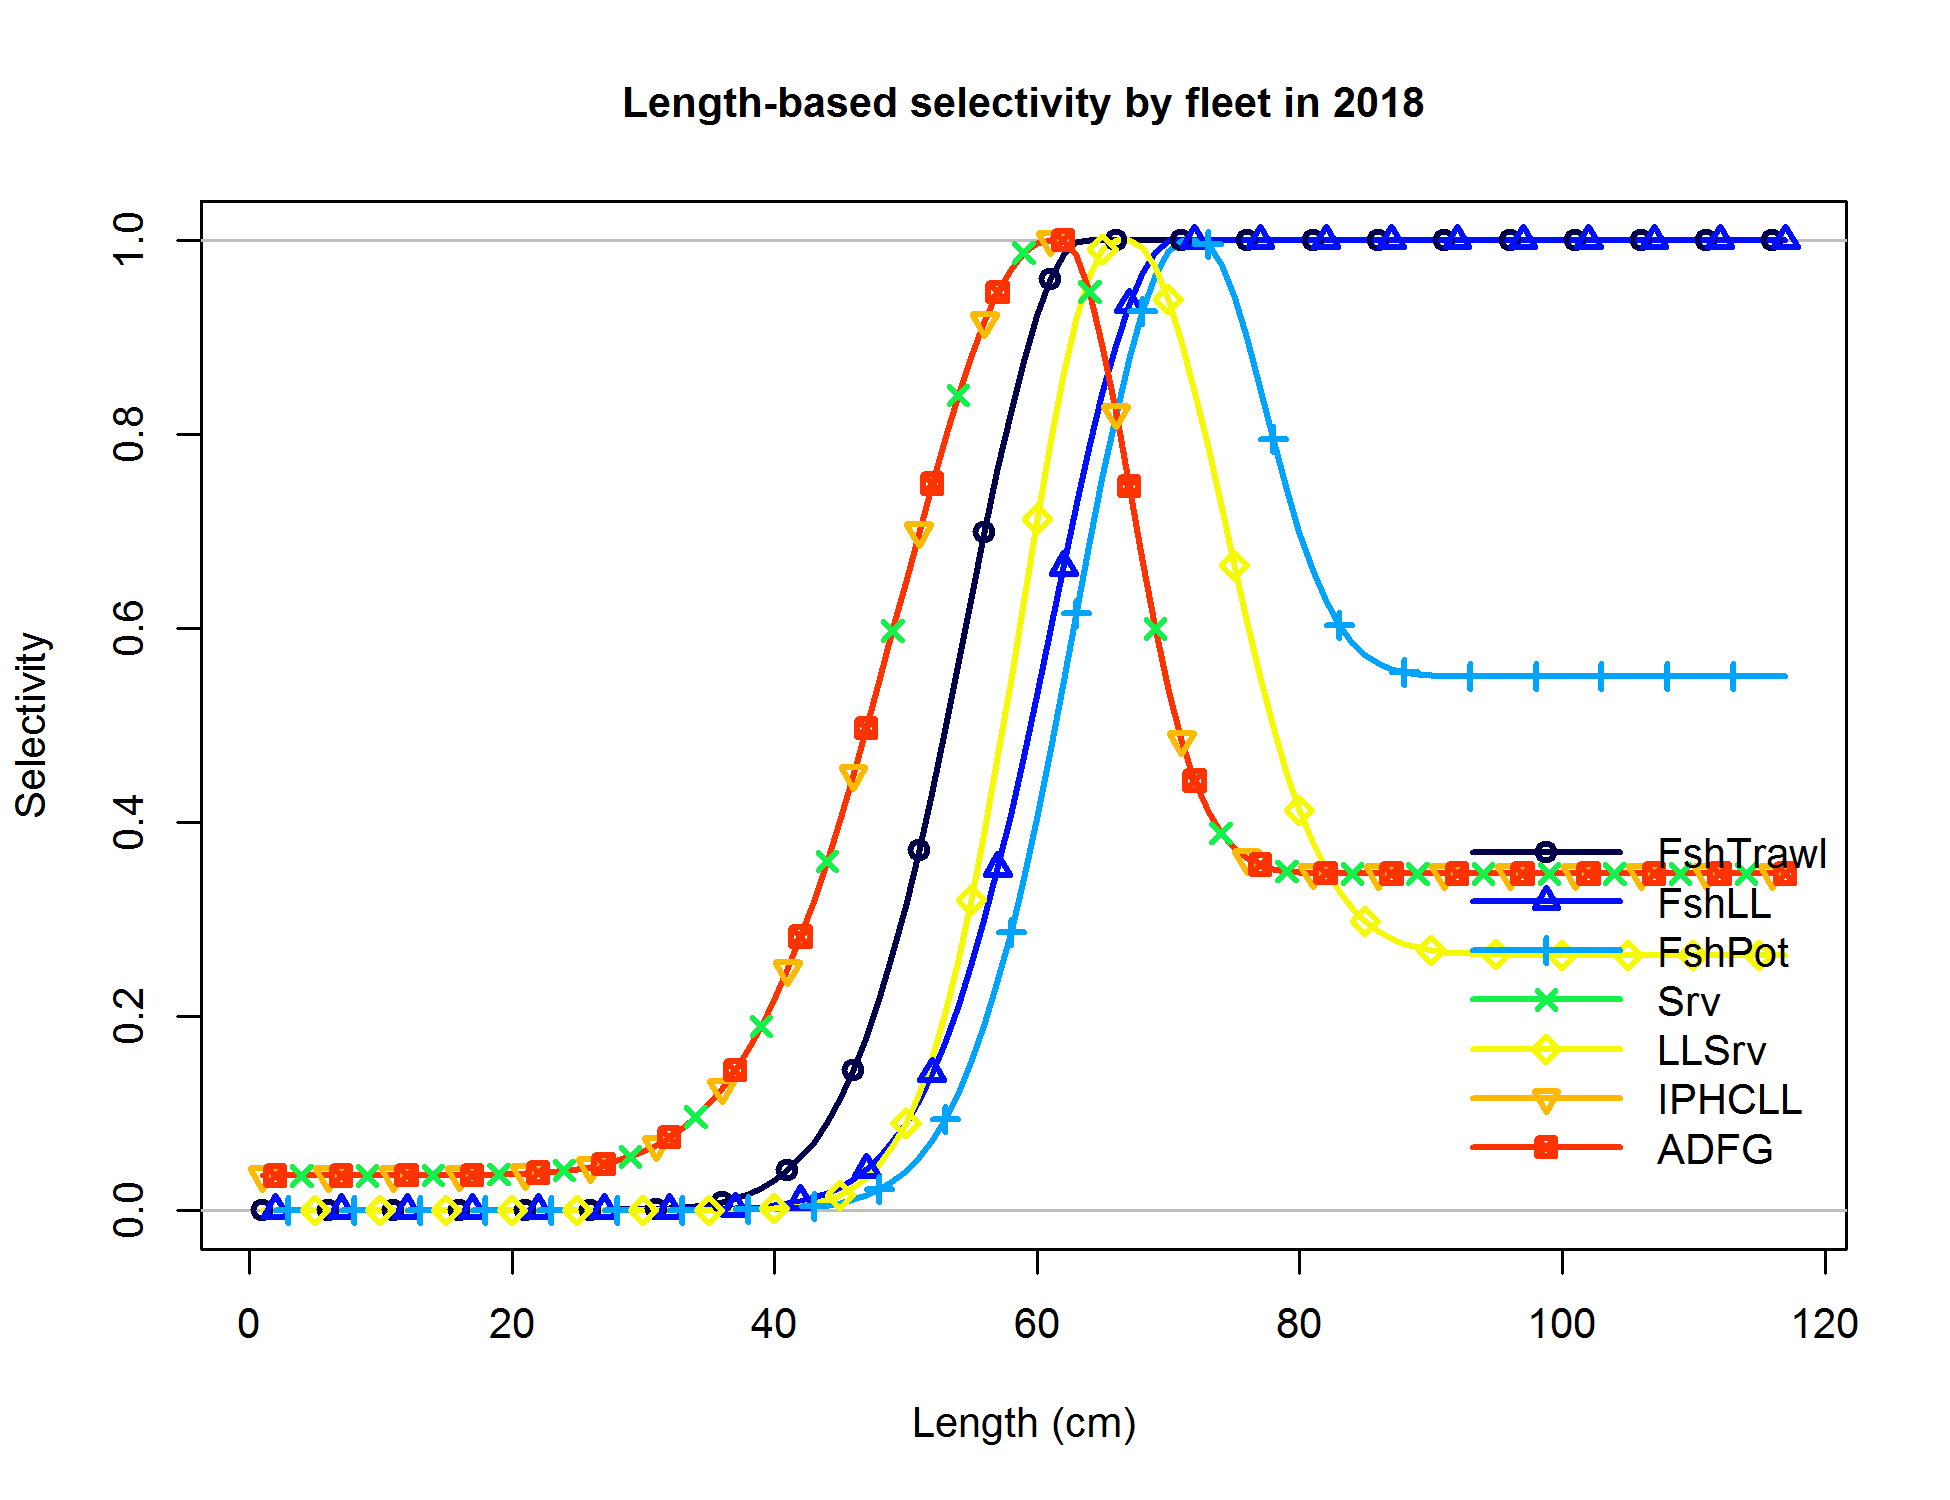 Length-based selectivity by fleet in 2018
1.0
0.8
0.6
0.4
0.2
0.0
Selectivity
FshTrawl
FshLL
FshPot
Srv
LLSrv
IPHCLL
ADFG
0 20 40 60 80 100 120
Length (cm)